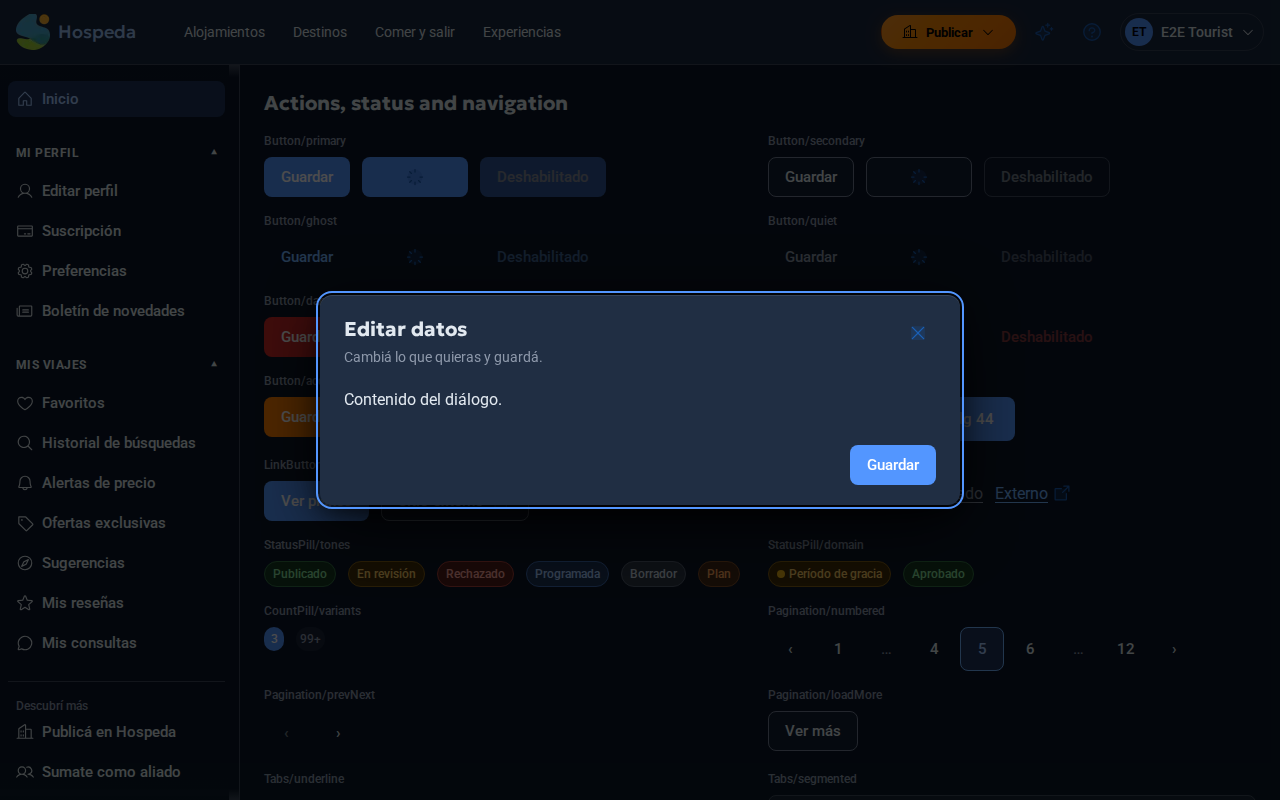 Hospeda
Alojamientos
Destinos
Comer y salir
Experiencias
Publicar
ET
E2E Tourist
Inicio
MI PERFIL
Editar perfil
Suscripción
Preferencias
Boletín de novedades
MIS VIAJES
Favoritos
Historial de búsquedas
Alertas de precio
Ofertas exclusivas
Sugerencias
Mis reseñas
Mis consultas
Descubrí más
Publicá en Hospeda
Sumate como aliado
Actions, status and navigation
Button/primary
Guardar
Deshabilitado
Button/secondary
Guardar
Deshabilitado
Button/ghost
Guardar
Deshabilitado
Button/quiet
Guardar
Deshabilitado
Deshabilitado
Editar datos
Cambiá lo que quieras y guardá.
Contenido del diálogo.
Guardar
44
Externo
StatusPill/tones
Publicado
En revisión
Rechazado
Programada
Borrador
Plan
StatusPill/domain
Período de gracia
Aprobado
CountPill/variants
3
99+
Pagination/numbered
‹ 1 … 4 5 6 … 12 ›
Pagination/prevNext
‹ ›
Pagination/loadMore
Ver más
Tabs/underline
Tabs/segmented